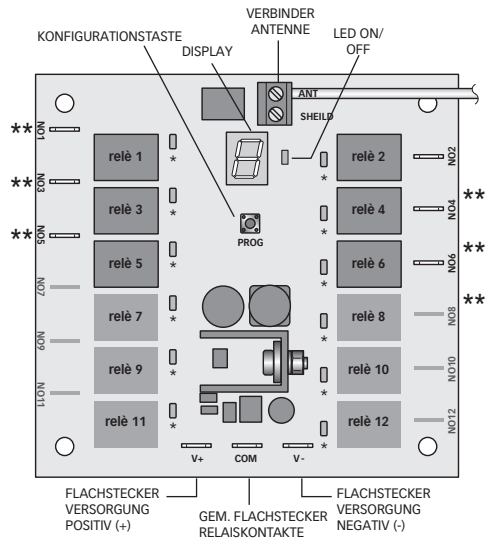 VERBINDER
ANTENNE
KONFIGURATIONSTASTE
DISPLAY
LED ON/
OFF
ANT
SHEILD
** NO1
relè 1
*
relè 2
*
NO2
** NO3
relè 3
*
relè 4
*
NO4 **
** NO5
PROG
relè 5
*
relè 6
*
NO6 **
NO7
relè 7
*
relè 8
*
NO8 **
NO9
relè 9
*
relè 10
*
NO10
NO11
relè 11
*
relè 12
*
NO12
V+ COM V-
FLACHSTECKER
VERSORGUNG
POSITIV (+)
GEM. FLACHSTECKER
RELAISKONTAKTE
FLACHSTECKER
VERSORGUNG
NEGATIV (-)